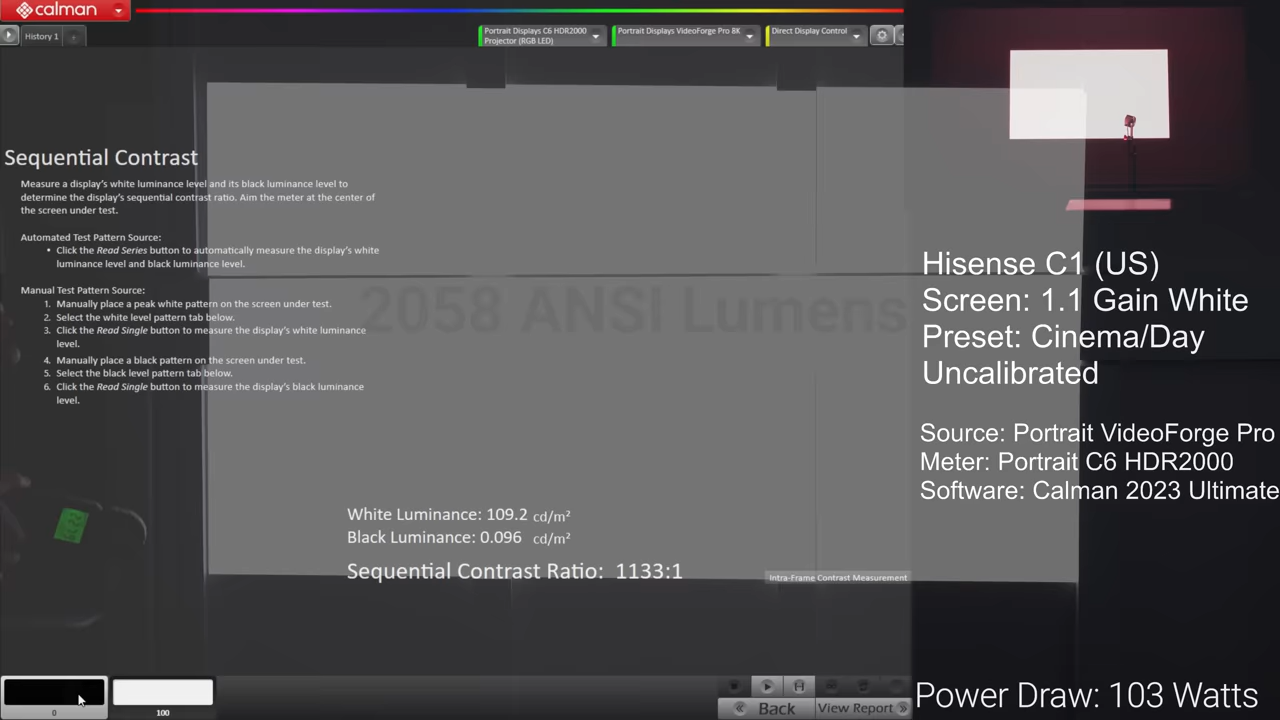 calman
History 1
Portrait Displays C6 HDR2000
Projector (RGB LED)
Portrait Displays VideoForge Pro 8K
Direct Display Control
Sequential Contrast
Measure a display's white luminance level and its black luminance level to
determine the display's sequential contrast ratio. Aim the meter at the center of
the screen under test.
Automated Test Pattern Source:
• Click the Read Series button to automatically measure the display's white
luminance level and black luminance level.
Manual Test Pattern Source:
1. Manually place a peak white pattern on the screen under test.
2. Select the white level pattern tab below.
3. Click the Read Single button to measure the display's white luminance
level.
4. Manually place a black pattern on the screen under test.
5. Select the black level pattern tab below.
6. Click the Read Single button to measure the display's black luminance
level.
2058 ANSI Lumens
White Luminance: 109.2 cd/m²
Black Luminance: 0.096 cd/m²
Sequential Contrast Ratio: 1133:1
Intra-Frame Contrast Measurement
0
100
Back
View Report
Hisense C1 (US)
Screen: 1.1 Gain White
Preset: Cinema/Day
Uncalibrated
Source: Portrait VideoForge Pro
Meter: Portrait C6 HDR2000
Software: Calman 2023 Ultimate
Power Draw: 103 Watts